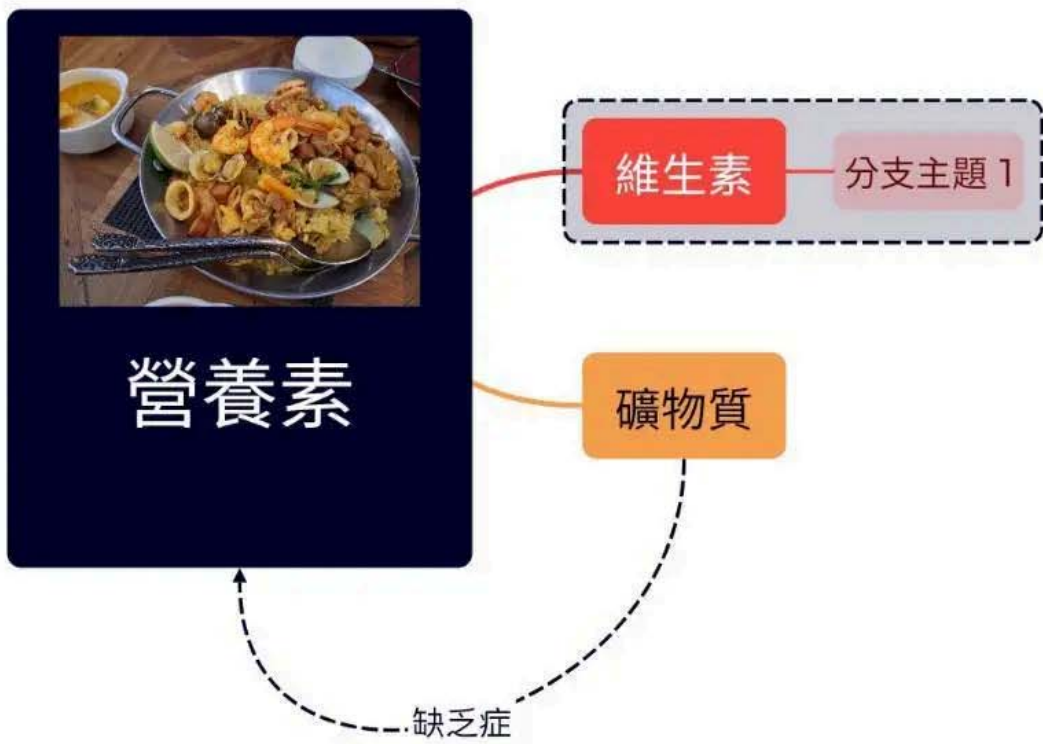 營養素
維生素
分支主題 1
礦物質
缺乏症